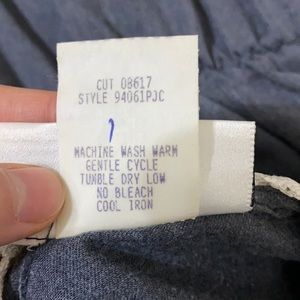 CUT 08617
STYLE 94061PJC
1
MACHINE WASH WARM
GENTLE CYCLE
TUMBLE DRY LOW
NO BLEACH
COOL IRON